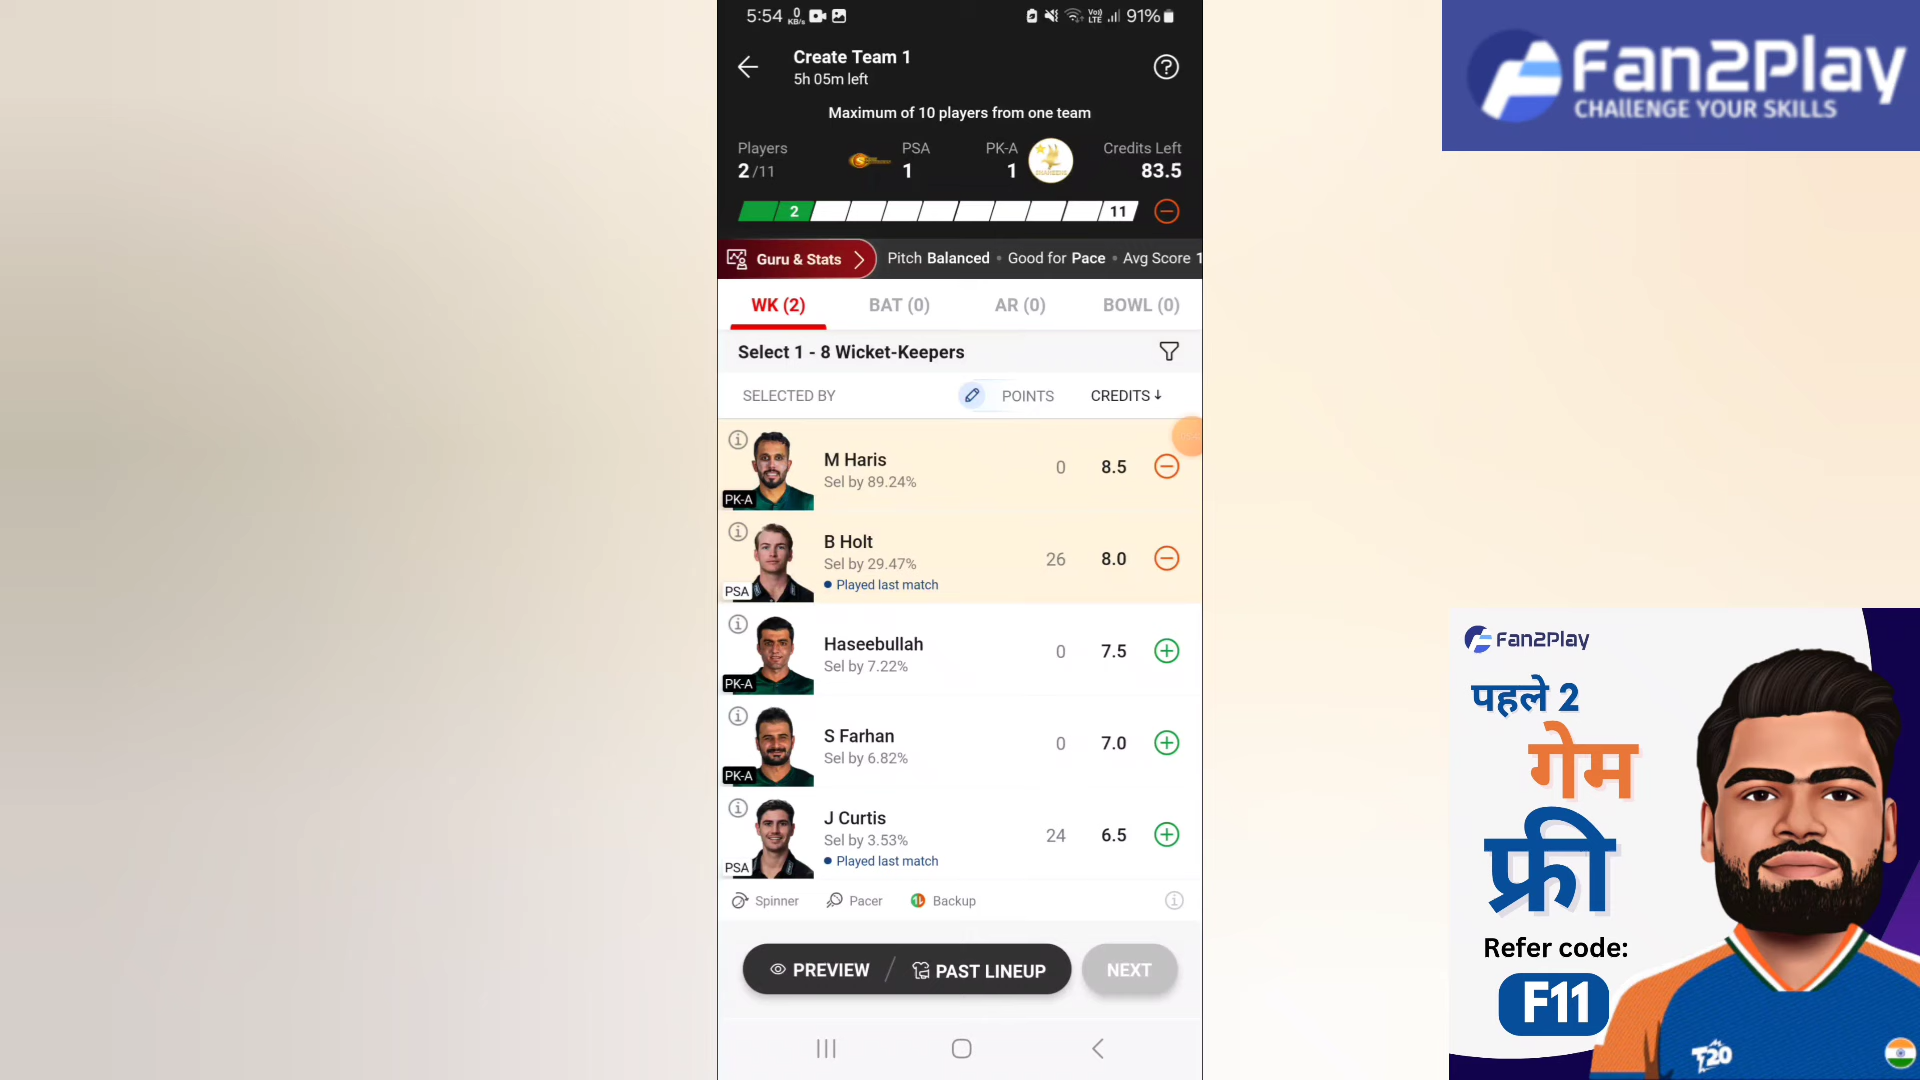 5:54 0 KB/s Vo) LTE 91%
Create Team 1
5h 05m left
Maximum of 10 players from one team
Players PSA PK-A Credits Left
2/11 1 1 83.5
2 11
Guru & Stats Pitch Balanced • Good for Pace • Avg Score 1
WK (2) BAT (0) AR (0) BOWL (0)
Select 1 - 8 Wicket-Keepers
SELECTED BY POINTS CREDITS↓
M Haris
Sel by 89.24%
0 8.5
PK-A
B Holt
Sel by 29.47%
26 8.0
Played last match
PSA
Haseebullah
Sel by 7.22%
0 7.5
PK-A
S Farhan
Sel by 6.82%
0 7.0
PK-A
J Curtis
Sel by 3.53%
24 6.5
Played last match
PSA
Spinner Pacer Backup
PREVIEW / PAST LINEUP NEXT
Fan2Play
CHALLENGE YOUR SKILLS
Fan2Play
पहले 2
गेम
फ्री
Refer code:
F11
T20